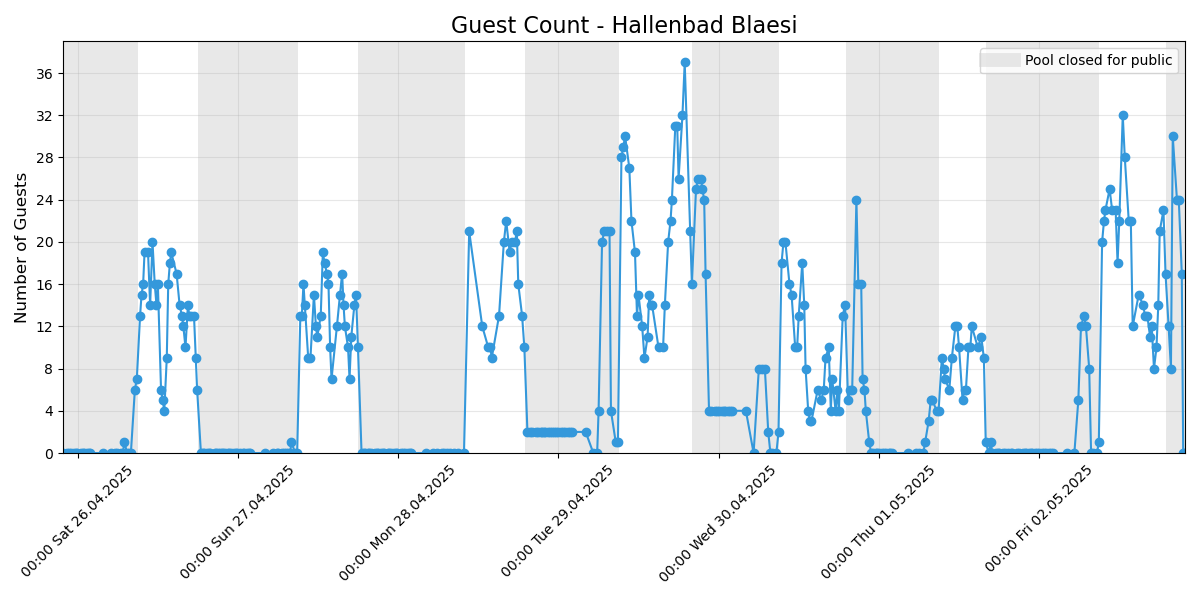 Guest Count - Hallenbad Blaesi
Pool closed for public
Number of Guests
36
32
28
24
20
16
12
8
4
0
00:00 Sat 26.04.2025
00:00 Sun 27.04.2025
00:00 Mon 28.04.2025
00:00 Tue 29.04.2025
00:00 Wed 30.04.2025
00:00 Thu 01.05.2025
00:00 Fri 02.05.2025